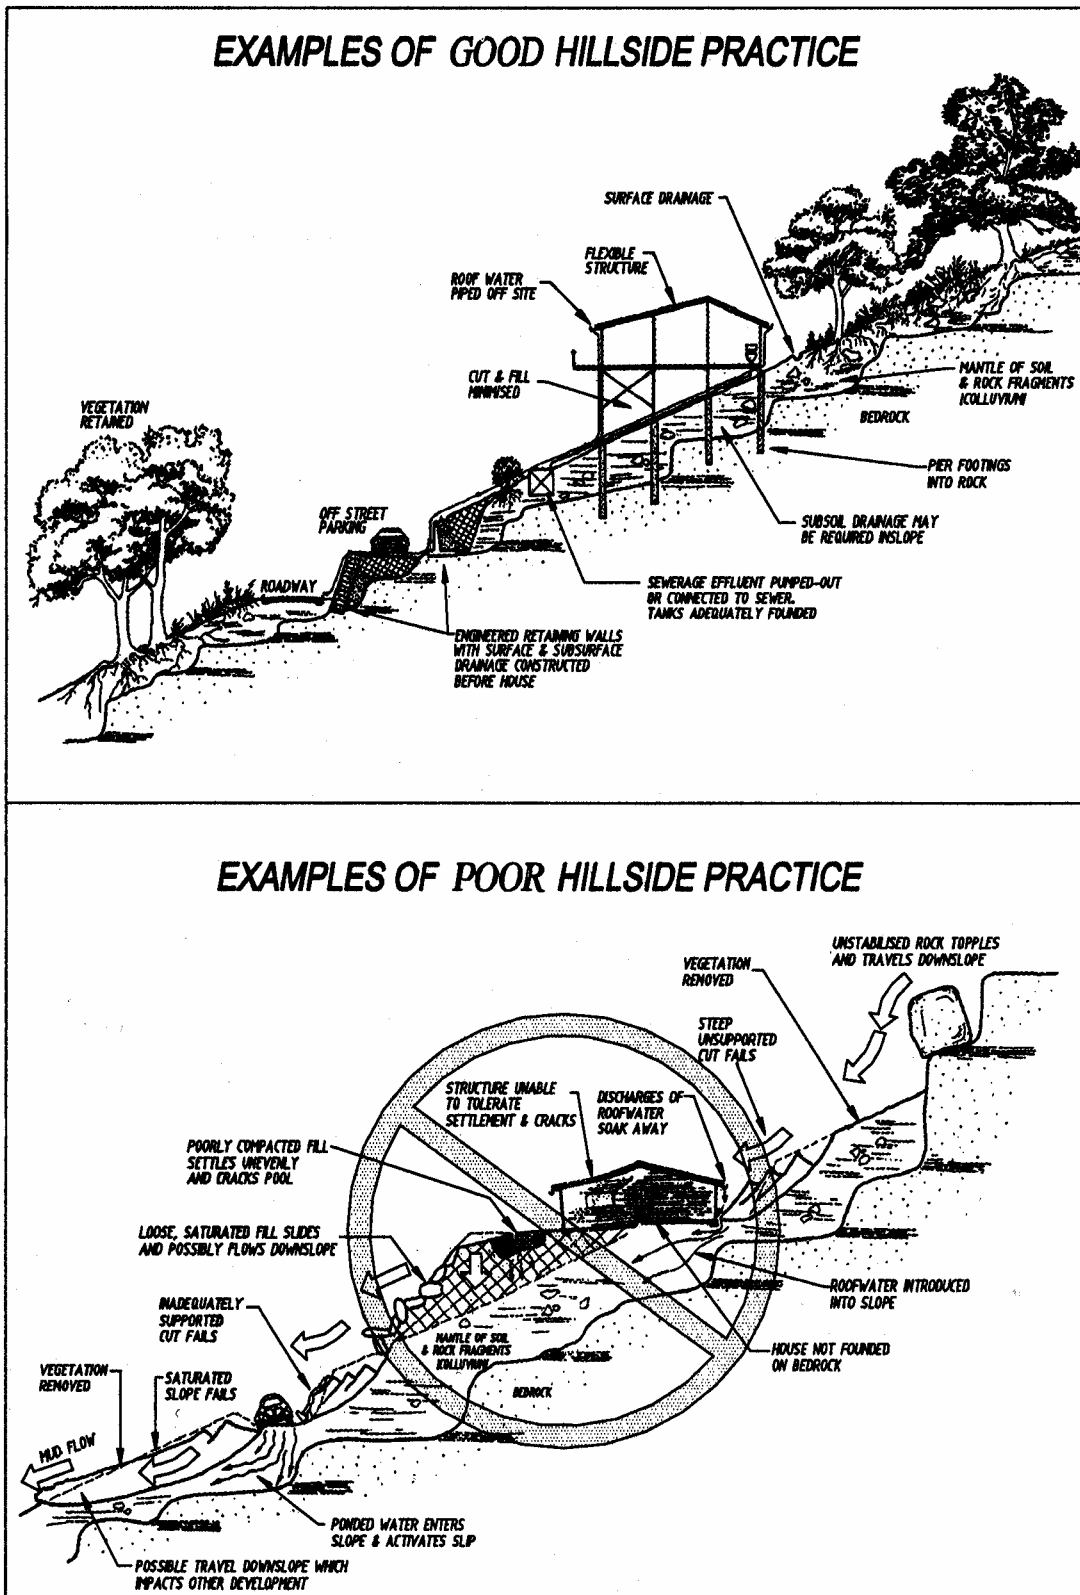 EXAMPLES OF GOOD HILLSIDE PRACTICE
SURFACE DRAINAGE
FLEXIBLE
STRUCTURE
ROOF WATER
PIPED OFF SITE
CUT & FILL
MINIMISED
MANTLE OF SOIL
& ROCK FRAGMENTS
(COLLUVIUM)
VEGETATION
RETAINED
BEDROCK
PIER FOOTINGS
INTO ROCK
OFF STREET
PARKING
SUBSOIL DRAINAGE MAY
BE REQUIRED INSLOPE
ROADWAY
SEWERAGE EFFLUENT PUMPED-OUT
OR CONNECTED TO SEWER.
TANKS ADEQUATELY FOUNDED
ENGINEERED RETAINING WALLS
WITH SURFACE & SUBSURFACE
DRAINAGE CONSTRUCTED
BEFORE HOUSE
EXAMPLES OF POOR HILLSIDE PRACTICE
UNSTABILISED ROCK TOPPLES
AND TRAVELS DOWNSLOPE
VEGETATION
REMOVED
STEEP
UNSUPPORTED
CUT FAILS
STRUCTURE UNABLE
TO TOLERATE
SETTLEMENT & CRACKS
DISCHARGES OF
ROOFWATER
SOAK AWAY
POORLY COMPACTED FILL
SETTLES UNEVENLY
AND CRACKS POOL
LOOSE, SATURATED FILL SLIDES
AND POSSIBLY FLOWS DOWNSLOPE
ROOFWATER INTRODUCED
INTO SLOPE
INADEQUATELY
SUPPORTED
CUT FAILS
MANTLE OF SOIL
& ROCK FRAGMENTS
(COLLUVIUM)
HOUSE NOT FOUNDED
ON BEDROCK
VEGETATION
REMOVED
SATURATED
SLOPE FAILS
BEDROCK
MUD FLOW
PONDED WATER ENTERS
SLOPE & ACTIVATES SLIP
POSSIBLE TRAVEL DOWNSLOPE WHICH
IMPACTS OTHER DEVELOPMENT